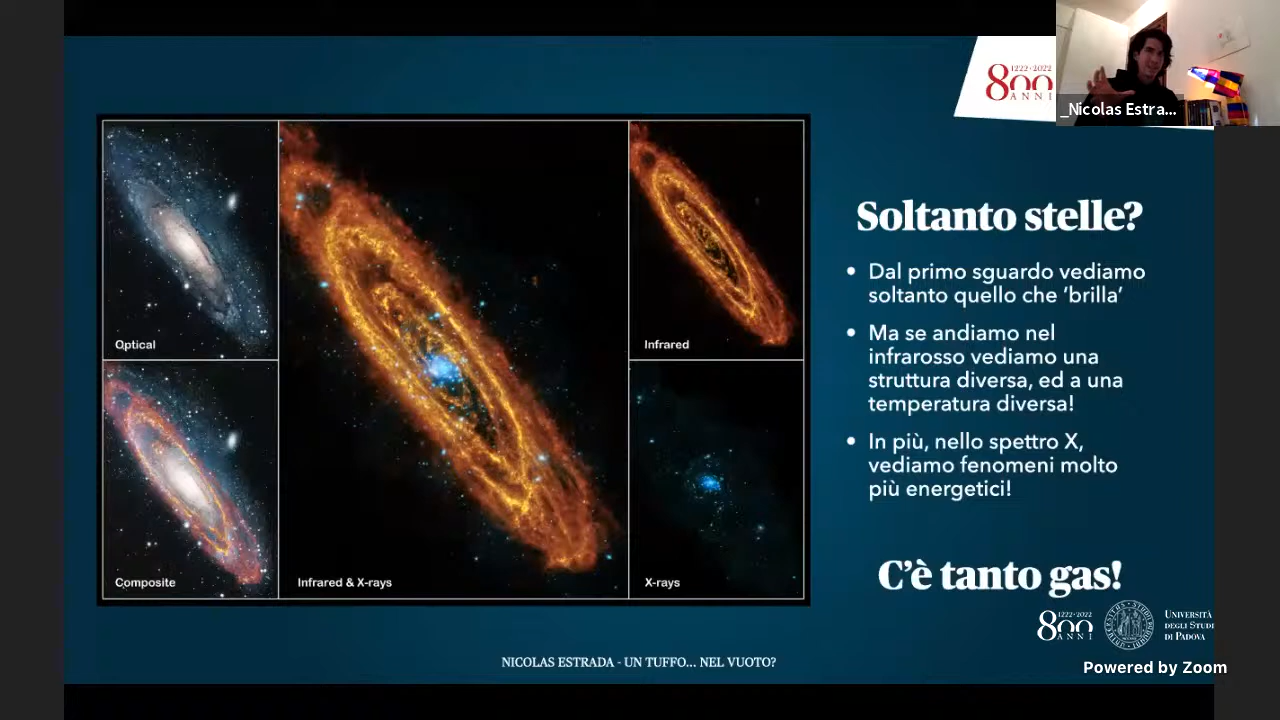 1222•2022
800
ANNI
_Nicolas Estra...
Optical
Infrared
Composite
Infrared & X-rays
X-rays
Soltanto stelle?
• Dal primo sguardo vediamo
soltanto quello che ‘brilla’
• Ma se andiamo nel
infrarosso vediamo una
struttura diversa, ed a una
temperatura diversa!
• In più, nello spettro X,
vediamo fenomeni molto
più energetici!
C’è tanto gas!
1222•2022
800
ANNI
UNIVERSITÀ
DEGLI STUDI
DI PADOVA
NICOLAS ESTRADA - UN TUFFO... NEL VUOTO?
Powered by Zoom